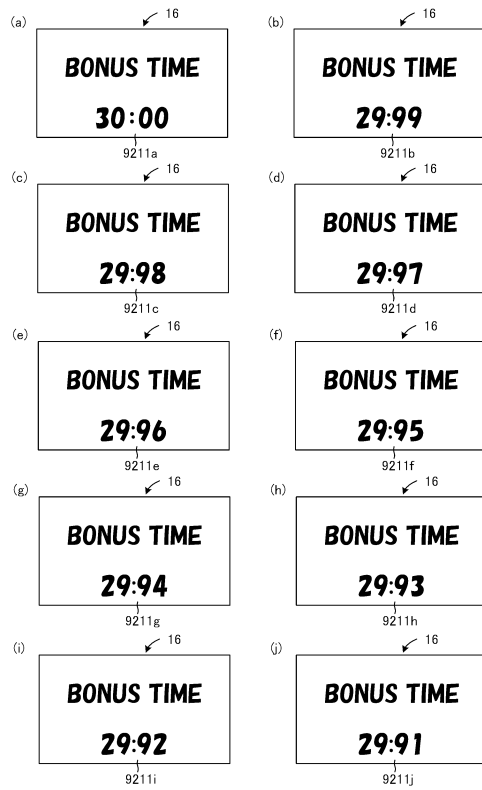 (a) 16 (b) 16
BONUS TIME BONUS TIME
30:00 29:99
9211a 9211b
(c) 16 (d) 16
BONUS TIME BONUS TIME
29:98 29:97
9211c 9211d
(e) 16 (f) 16
BONUS TIME BONUS TIME
29:96 29:95
9211e 9211f
(g) 16 (h) 16
BONUS TIME BONUS TIME
29:94 29:93
9211g 9211h
(i) 16 (j) 16
BONUS TIME BONUS TIME
29:92 29:91
9211i 9211j